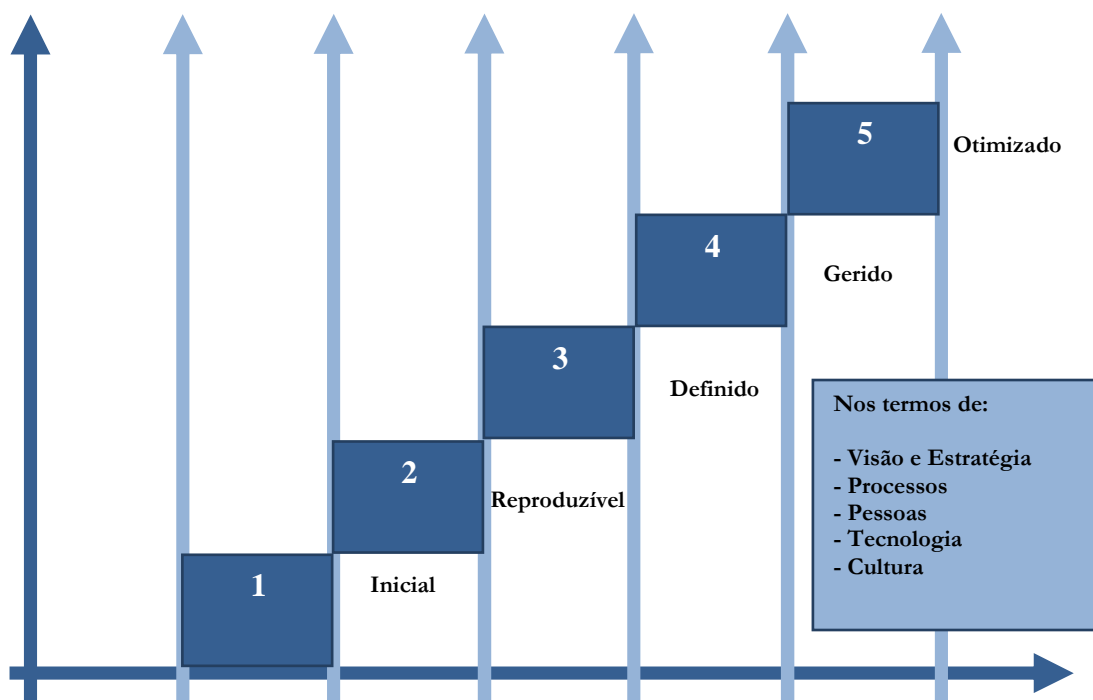 5
Otimizado
4
Gerido
3
Definido
2
Reproduzível
1
Inicial
Nos termos de:
- Visão e Estratégia
- Processos
- Pessoas
- Tecnologia
- Cultura